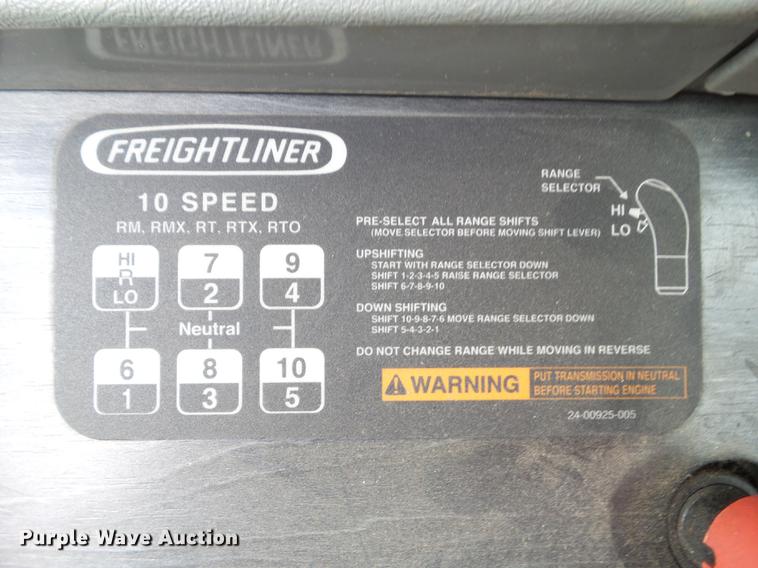 FREIGHTLINER
FREIGHTLINER
10 SPEED
RM, RMX, RT, RTX, RTO
HI
R
LO
7
2
9
4
Neutral
6
1
8
3
10
5
RANGE
SELECTOR
HI
LO
PRE-SELECT ALL RANGE SHIFTS
(MOVE SELECTOR BEFORE MOVING SHIFT LEVER)
UPSHIFTING
START WITH RANGE SELECTOR DOWN
SHIFT 1-2-3-4-5 RAISE RANGE SELECTOR
SHIFT 6-7-8-9-10
DOWN SHIFTING
SHIFT 10-9-8-7-6 MOVE RANGE SELECTOR DOWN
SHIFT 5-4-3-2-1
DO NOT CHANGE RANGE WHILE MOVING IN REVERSE
WARNING
PUT TRANSMISSION IN NEUTRAL
BEFORE STARTING ENGINE
24-00925-005
Purple Wave Auction